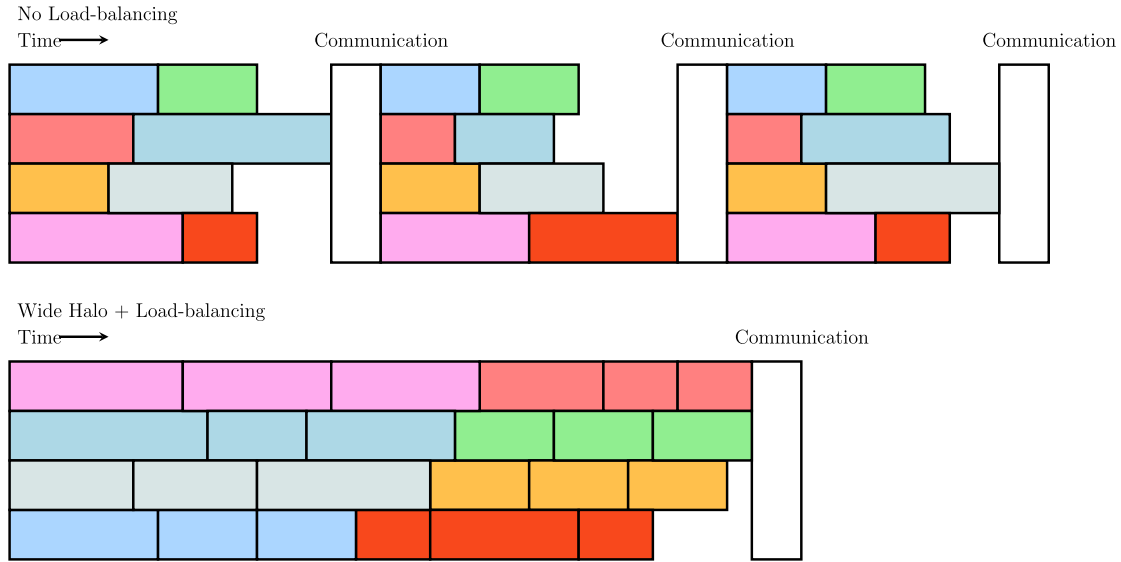 No Load-balancing
Time
Communication
Communication
Communication
Wide Halo + Load-balancing
Time
Communication